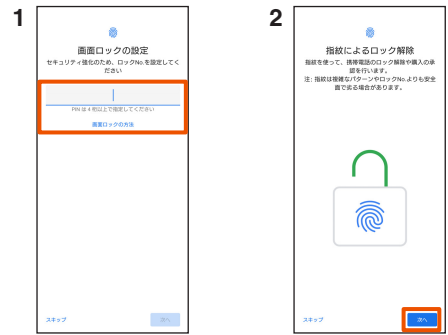 1
画面ロックの設定
セキュリティ強化のため、ロックNo.を設定してく
ださい
PINは4桁以上で指定してください
画面ロックの方法
スキップ
次へ
2
指紋によるロック解除
指紋を使って、携帯電話のロック解除や購入の承
認を行います。
注: 指紋は複雑なパターンやロックNo.よりも安全
面で劣る場合があります。
スキップ
次へ